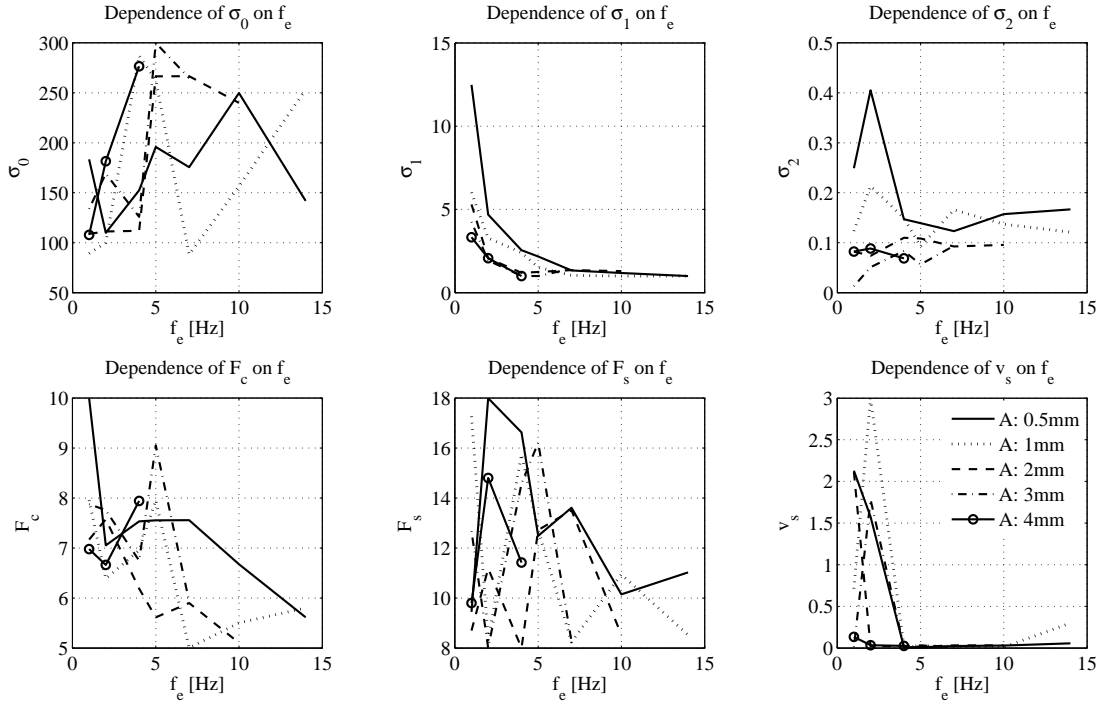 Dependence of σ0 on fe
300
250
200
150
100
50
σ0
0 5 10 15
fe [Hz]
Dependence of σ1 on fe
15
10
5
0
σ1
0 5 10 15
fe [Hz]
Dependence of σ2 on fe
0.5
0.4
0.3
0.2
0.1
0
σ2
0 5 10 15
fe [Hz]
Dependence of Fc on fe
10
9
8
7
6
5
Fc
0 5 10 15
fe [Hz]
Dependence of Fs on fe
18
16
14
12
10
8
Fs
0 5 10 15
fe [Hz]
Dependence of vs on fe
3
2.5
2
1.5
1
0.5
0
vs
0 5 10 15
fe [Hz]
A: 0.5mm
A: 1mm
A: 2mm
A: 3mm
A: 4mm